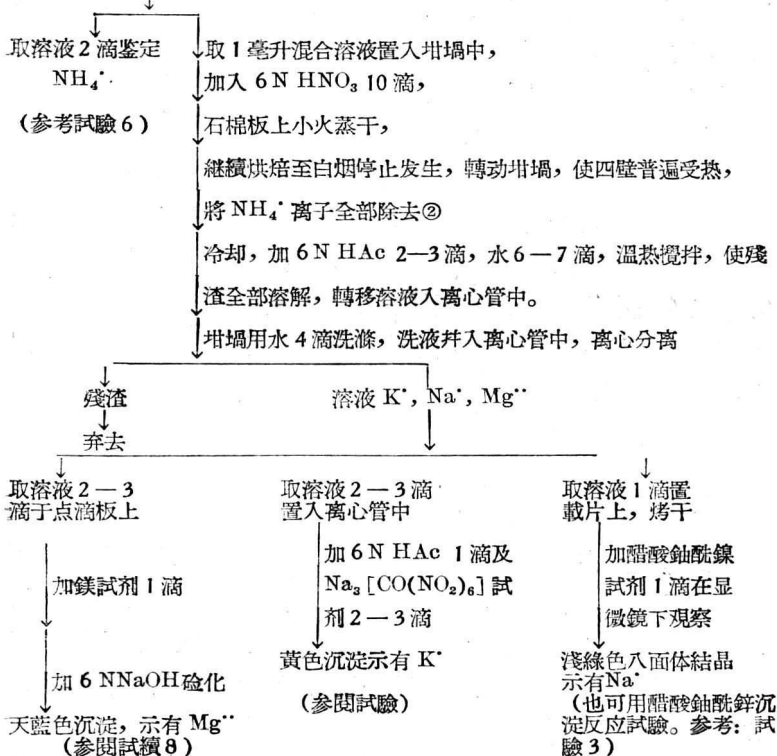 取溶液2滴鉴定
NH₄˙
(参考試驗6)
取1毫升混合溶液置入坩堝中,
加入6N HNO₃ 10滴,
石棉板上小火蒸干,
継續烘焙至白烟停止发生,轉动坩堝,使四壁普遍受热,
將NH₄˙离子全部除去②
冷却,加6N HAc 2—3滴,水6—7滴,溫热攪拌,使殘
渣全部溶解,轉移溶液入离心管中。
坩堝用水4滴洗滌,洗液幷入离心管中,离心分离
殘渣
弃去
溶液K˙,Na˙,Mg˙˙
取溶液2—3
滴于点滴板上
加鎂試剂1滴
加6 NNaOH碱化
天藍色沉淀,示有Mg˙˙
(参閱試續8)
取溶液2—3滴
置入离心管中
加6N HAc 1滴及
Na₃[CO(NO₂)₆]試
剂2—3滴
黃色沉淀示有K˙
(参閱試驗)
取溶液1滴置
載片上,烤干
加醋酸鈾酰鎳
試剂1滴在显
微鏡下观察
淺綠色八面体結晶
示有Na˙
(也可用醋酸鈾酰鋅沉
淀反应試驗。参考:試
驗3)